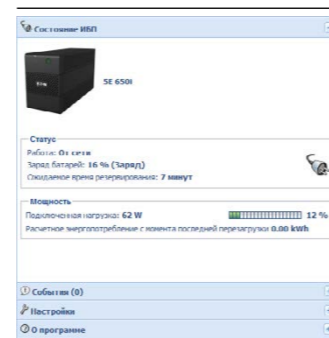 Состояние ИБП
5E 650I
Статус
Работа: От сети
Заряд батарей: 16 % (Заряд)
Ожидаемое время резервирования: 7 минут
Мощность
Подключенная нагрузка: 62 W 12 %
Расчетное энергопотребление с момента последней перезагрузки 0.00 kWh
События (0)
Настройки
О программе